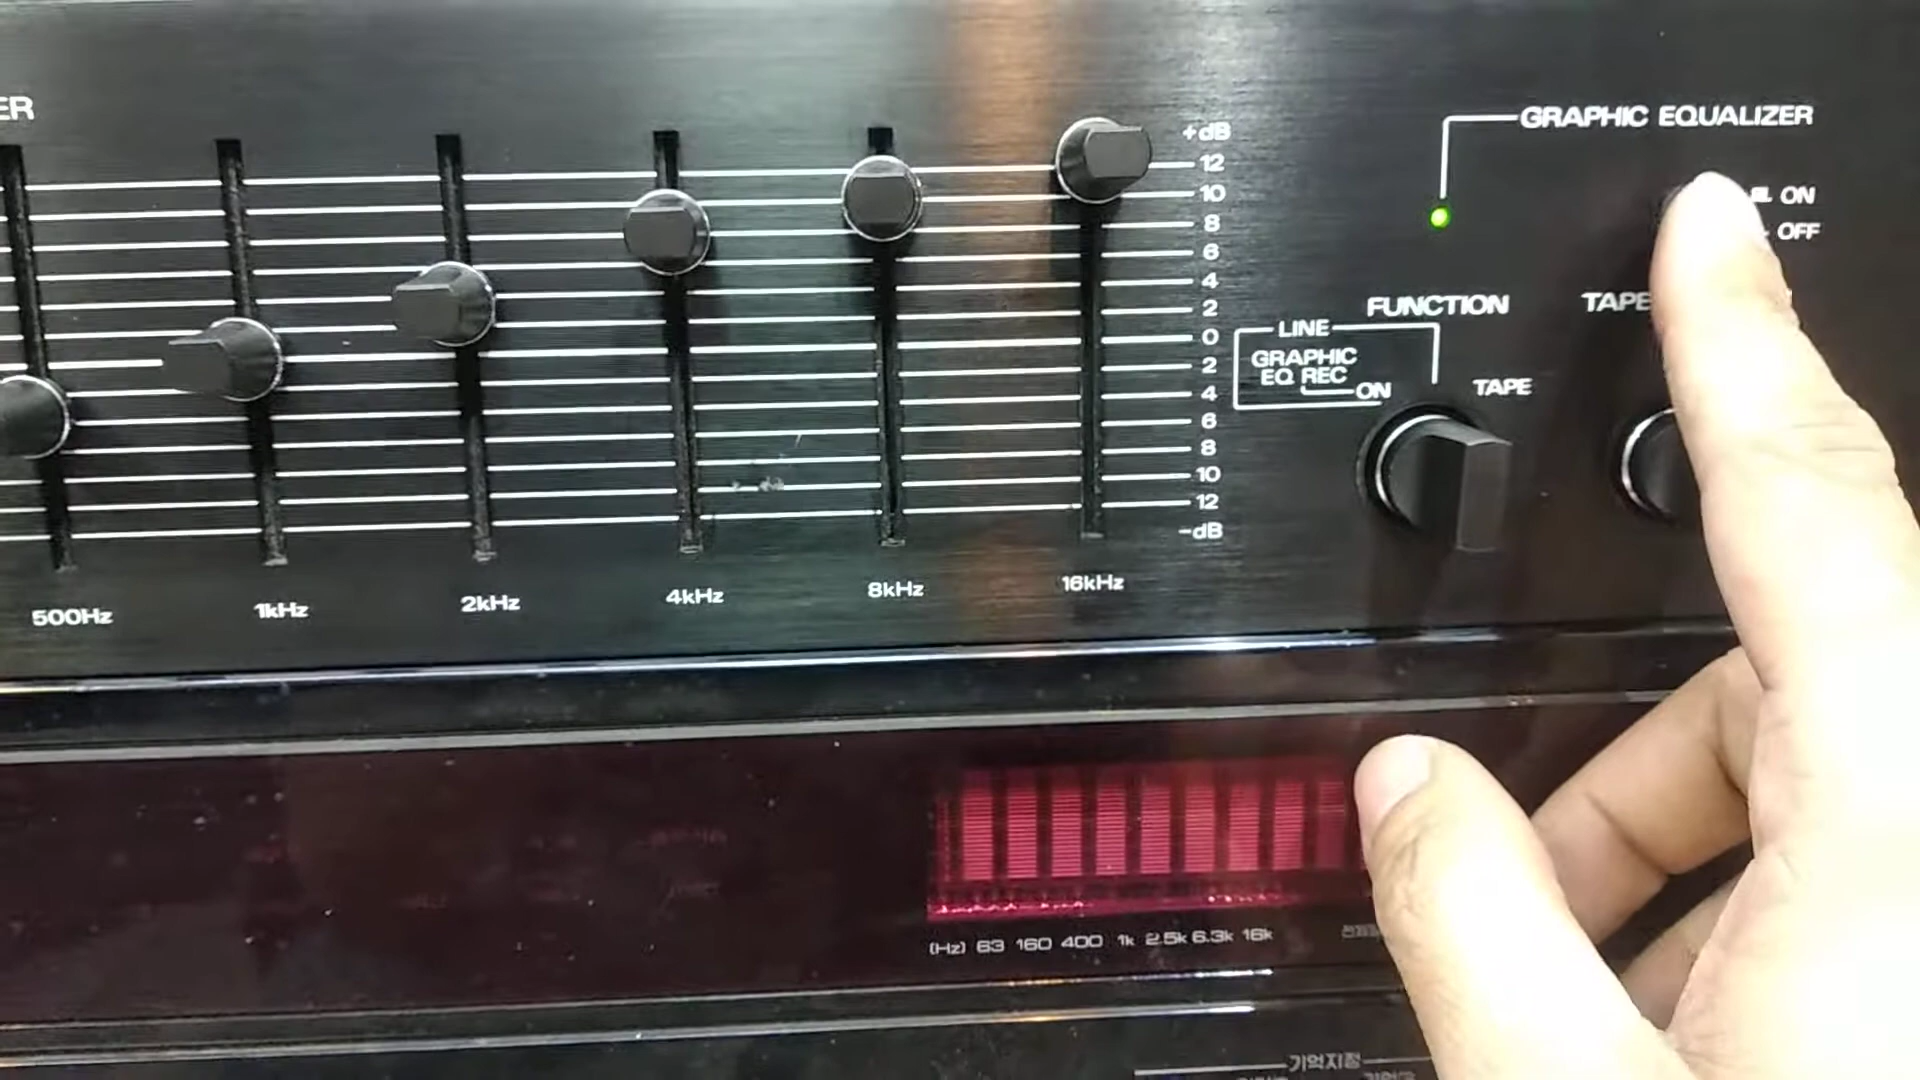 ER
+dB
12
10
8
6
4
2
0
2
4
6
8
10
12
-dB
500Hz 1kHz 2kHz 4kHz 8kHz 16kHz
GRAPHIC EQUALIZER
ON
OFF
FUNCTION
TAPE
LINE
GRAPHIC
EQ REC
ON
TAPE
(Hz) 63 160 400 1k 2.5k 6.3k 16k
기억지정